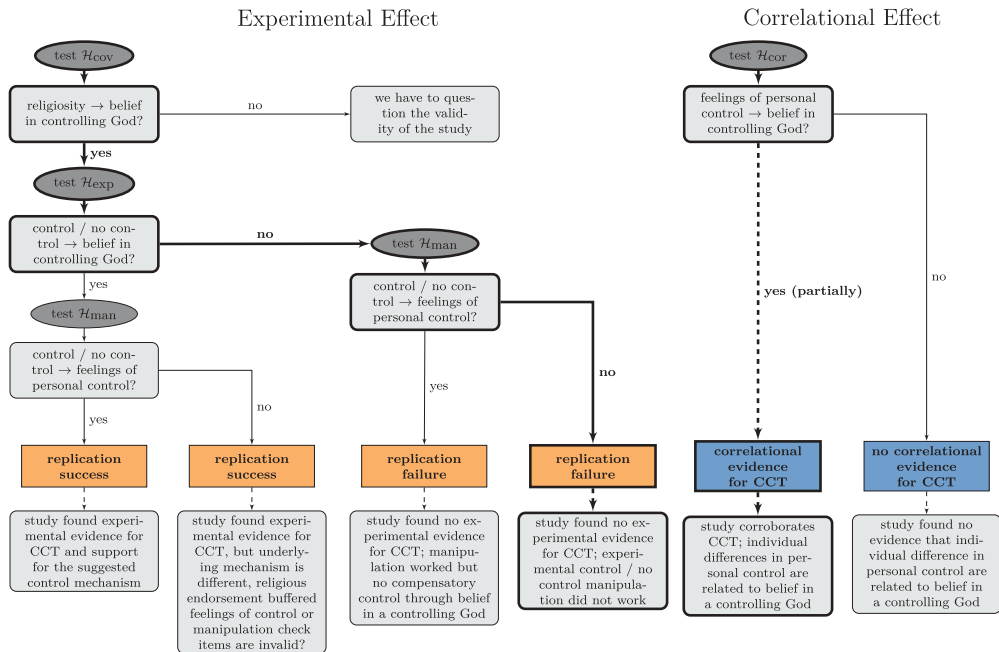 Experimental Effect
Correlational Effect
test ℋcov
religiosity → belief
in controlling God?
no
we have to ques-
tion the valid-
ity of the study
yes
test ℋexp
control / no con-
trol → belief in
controlling God?
no
test ℋman
control / no con-
trol → feelings of
personal control?
yes
test ℋman
control / no con-
trol → feelings of
personal control?
yes
no
yes
no
replication
success
replication
success
replication
failure
replication
failure
study found experi-
mental evidence for
CCT and support
for the suggested
control mechanism
study found experi-
mental evidence for
CCT, but underly-
ing mechanism is
different, religious
endorsement buffered
feelings of control or
manipulation check
items are invalid?
study found no ex-
perimental evidence
for CCT; manipu-
lation worked but
no compensatory
control through belief
in a controlling God
study found no ex-
perimental evidence
for CCT; experi-
mental control / no
control manipula-
tion did not work
test ℋcor
feelings of personal
control → belief in
controlling God?
yes (partially)
no
correlational
evidence
for CCT
no correlational
evidence
for CCT
study corroborates
CCT; individual
differences in per-
sonal control are
related to belief in
a controlling God
study found no
evidence that indi-
vidual difference in
personal control are
related to belief in
a controlling God